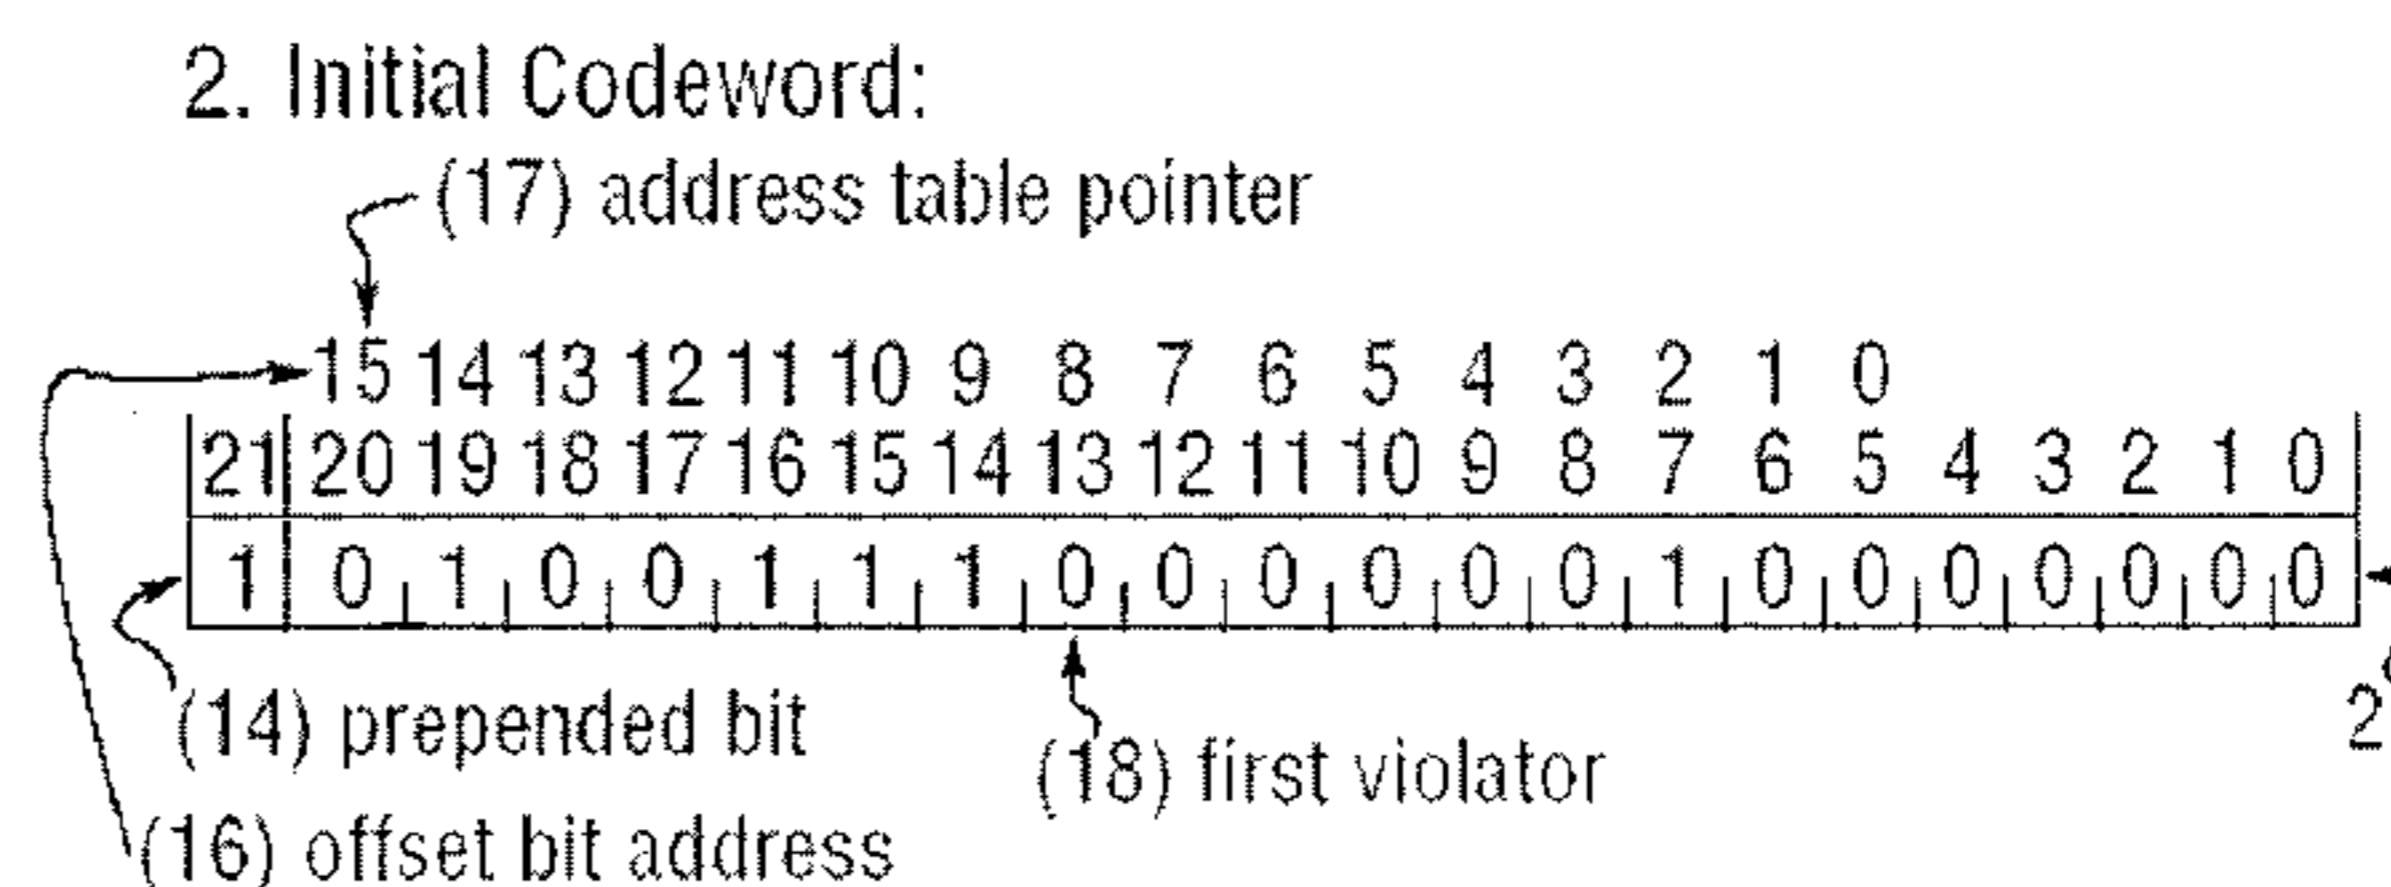 2. Initial Codeword:
(17) address table pointer
15 14 13 12 11 10 9 8 7 6 5 4 3 2 1 0
21 20 19 18 17 16 15 14 13 12 11 10 9 8 7 6 5 4 3 2 1 0
1 0 1 0 0 1 1 1 0 0 0 0 0 0 1 0 0 0 0 0 0 0
(14) prepended bit
(18) first violator
2
(16) offset bit address